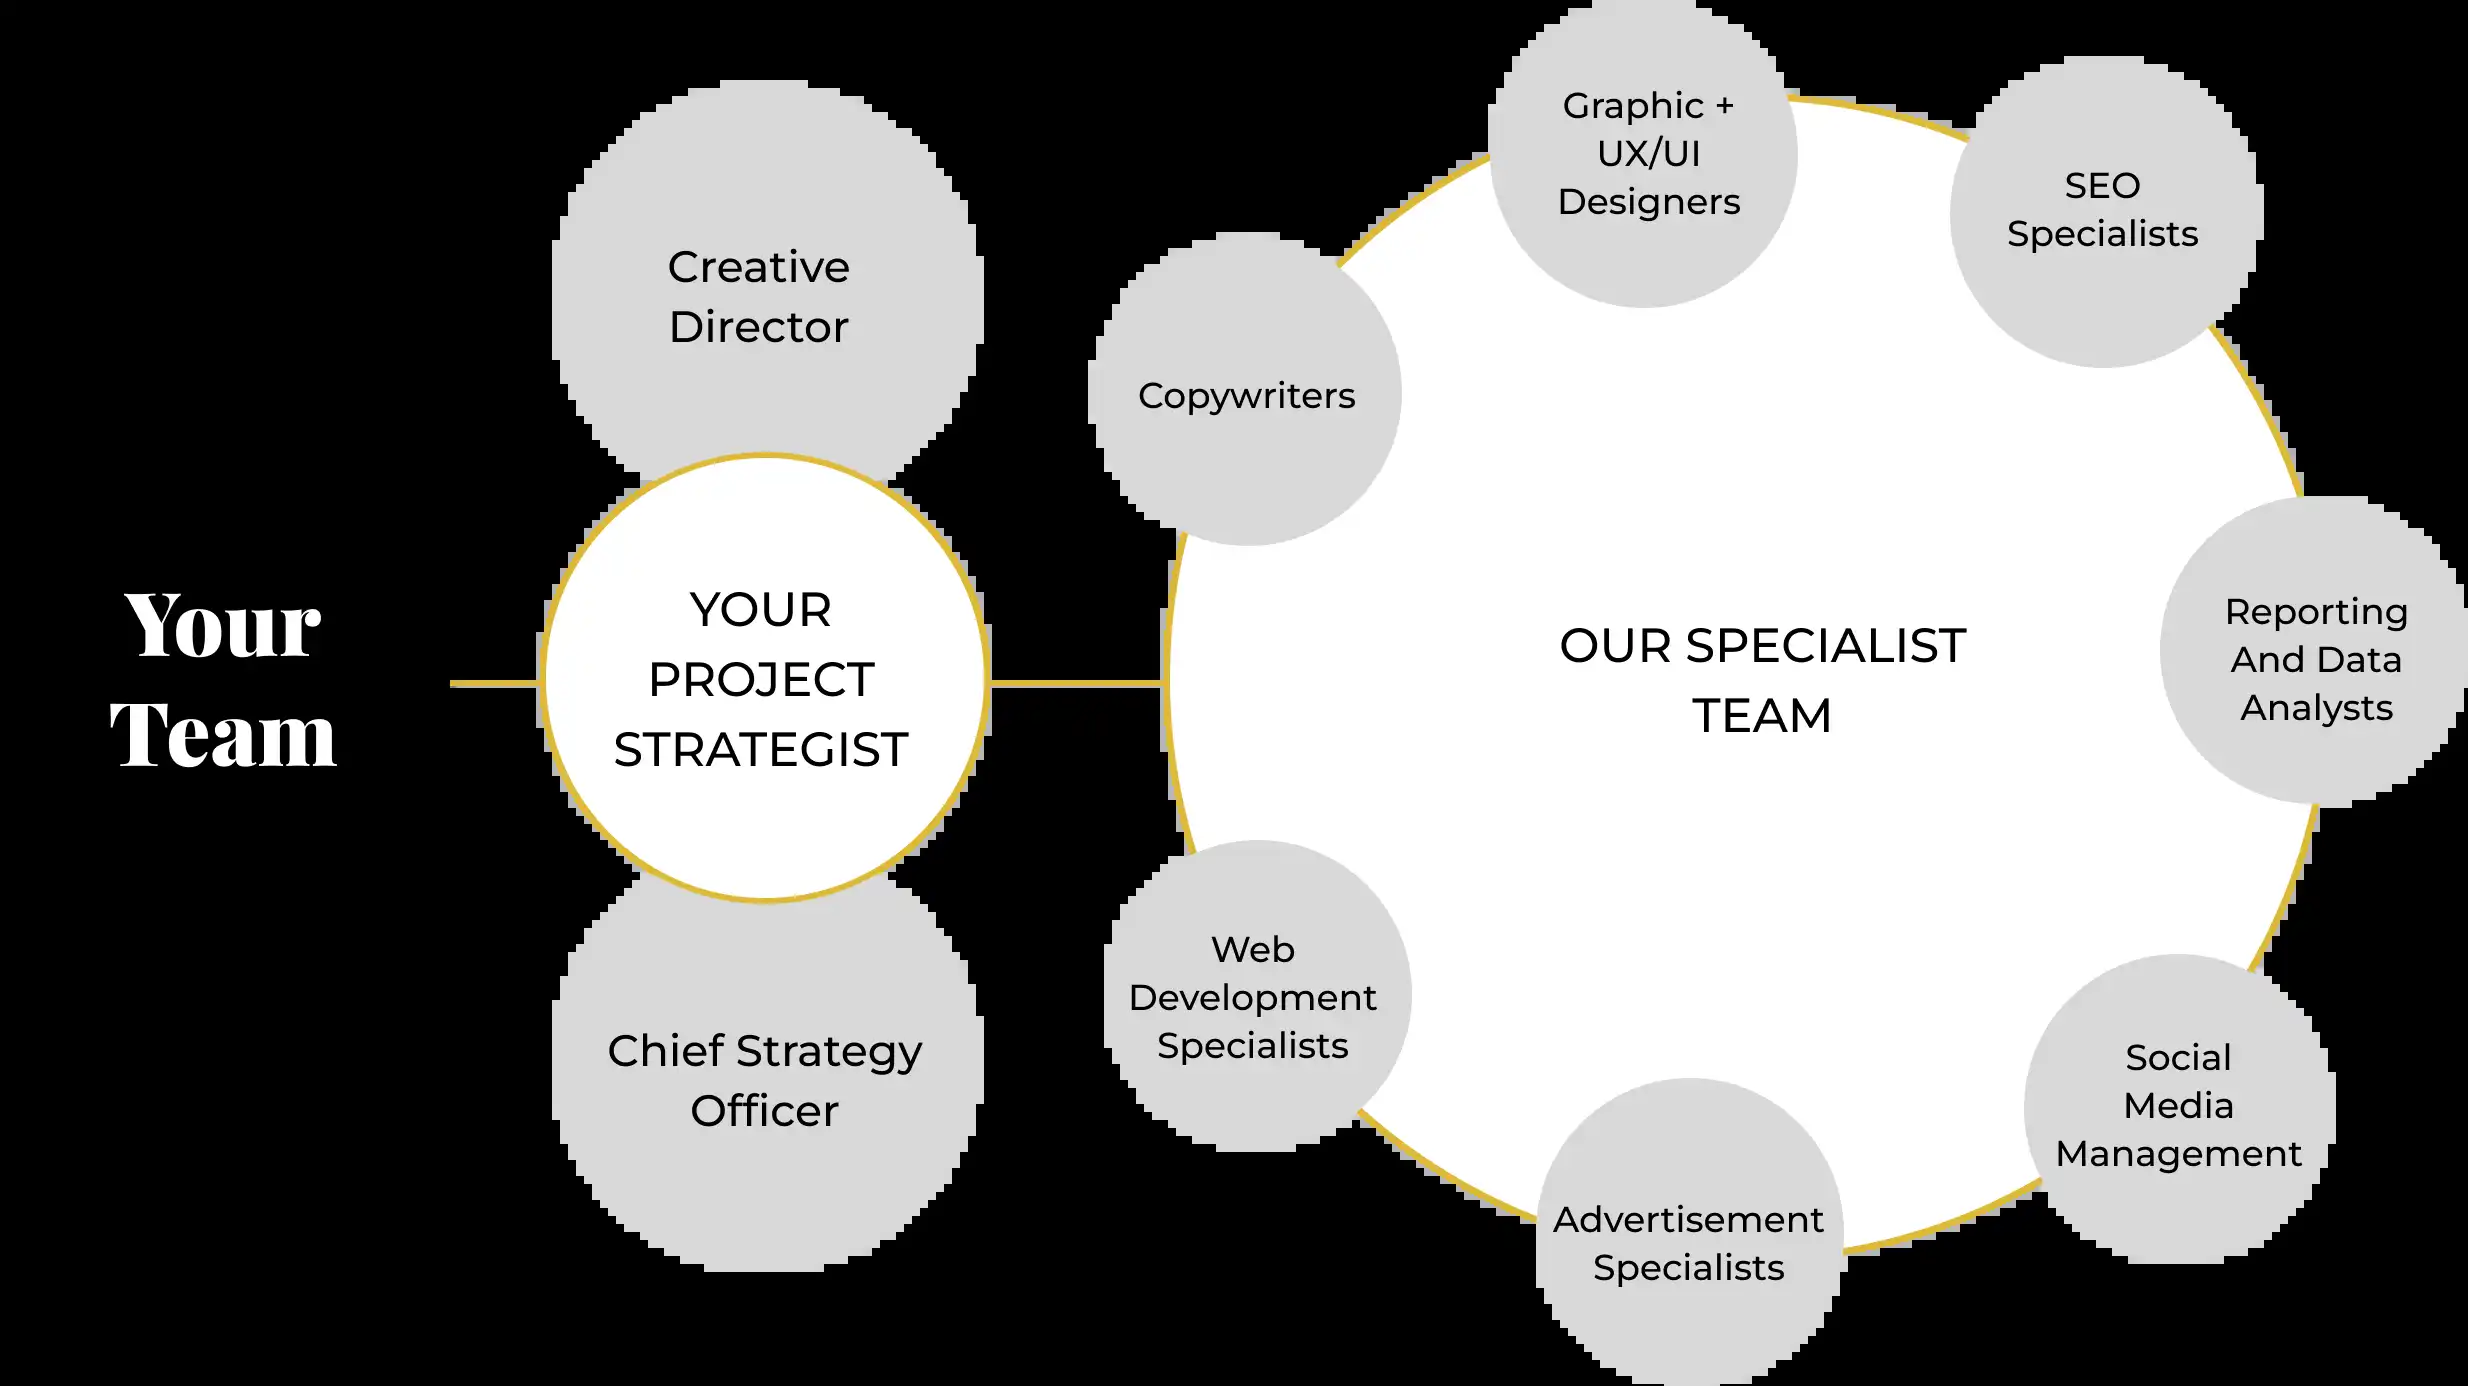 Your
Team
Creative
Director
YOUR
PROJECT
STRATEGIST
Chief Strategy
Officer
OUR SPECIALIST
TEAM
Copywriters
Graphic +
UX/UI
Designers
SEO
Specialists
Reporting
And Data
Analysts
Social
Media
Management
Advertisement
Specialists
Web
Development
Specialists